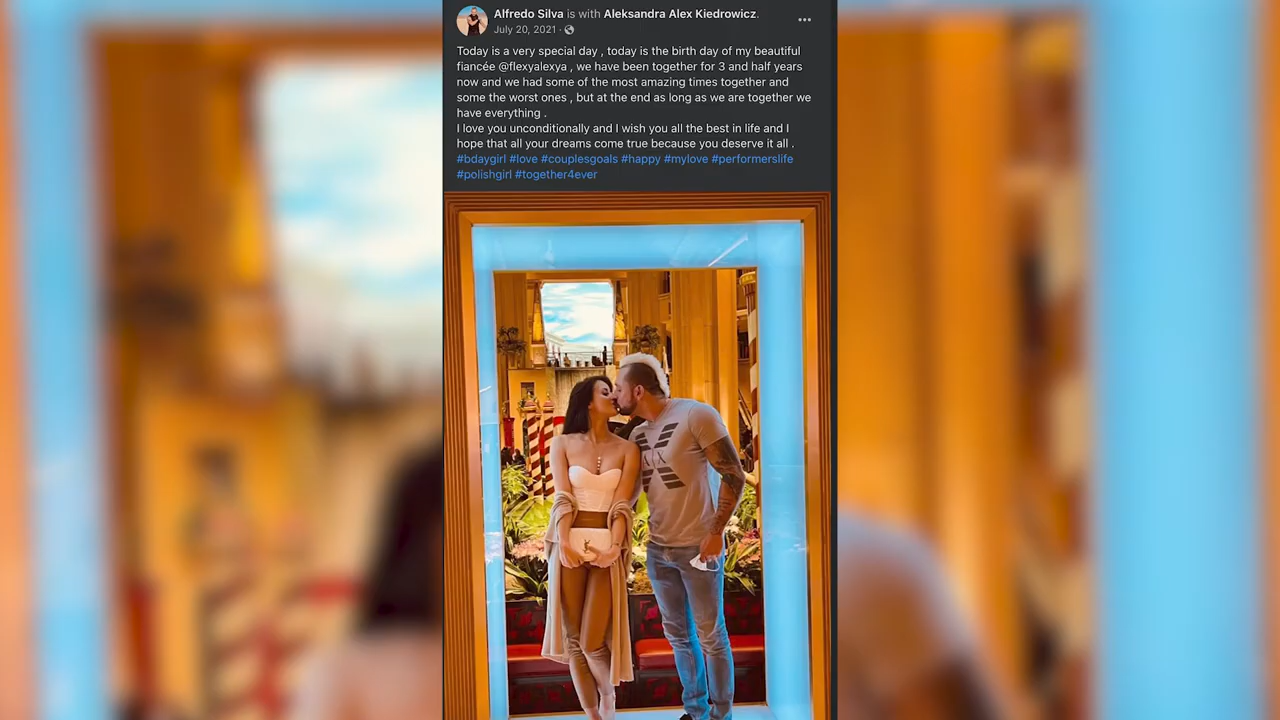 Alfredo Silva is with Aleksandra Alex Kiedrowicz.
July 20, 2021 ·
Today is a very special day , today is the birth day of my beautiful
fiancée @flexyalexya , we have been together for 3 and half years
now and we had some of the most amazing times together and
some the worst ones , but at the end as long as we are together we
have everything .
I love you unconditionally and I wish you all the best in life and I
hope that all your dreams come true because you deserve it all .
#bdaygirl #love #couplesgoals #happy #mylove #performerslife
#polishgirl #together4ever